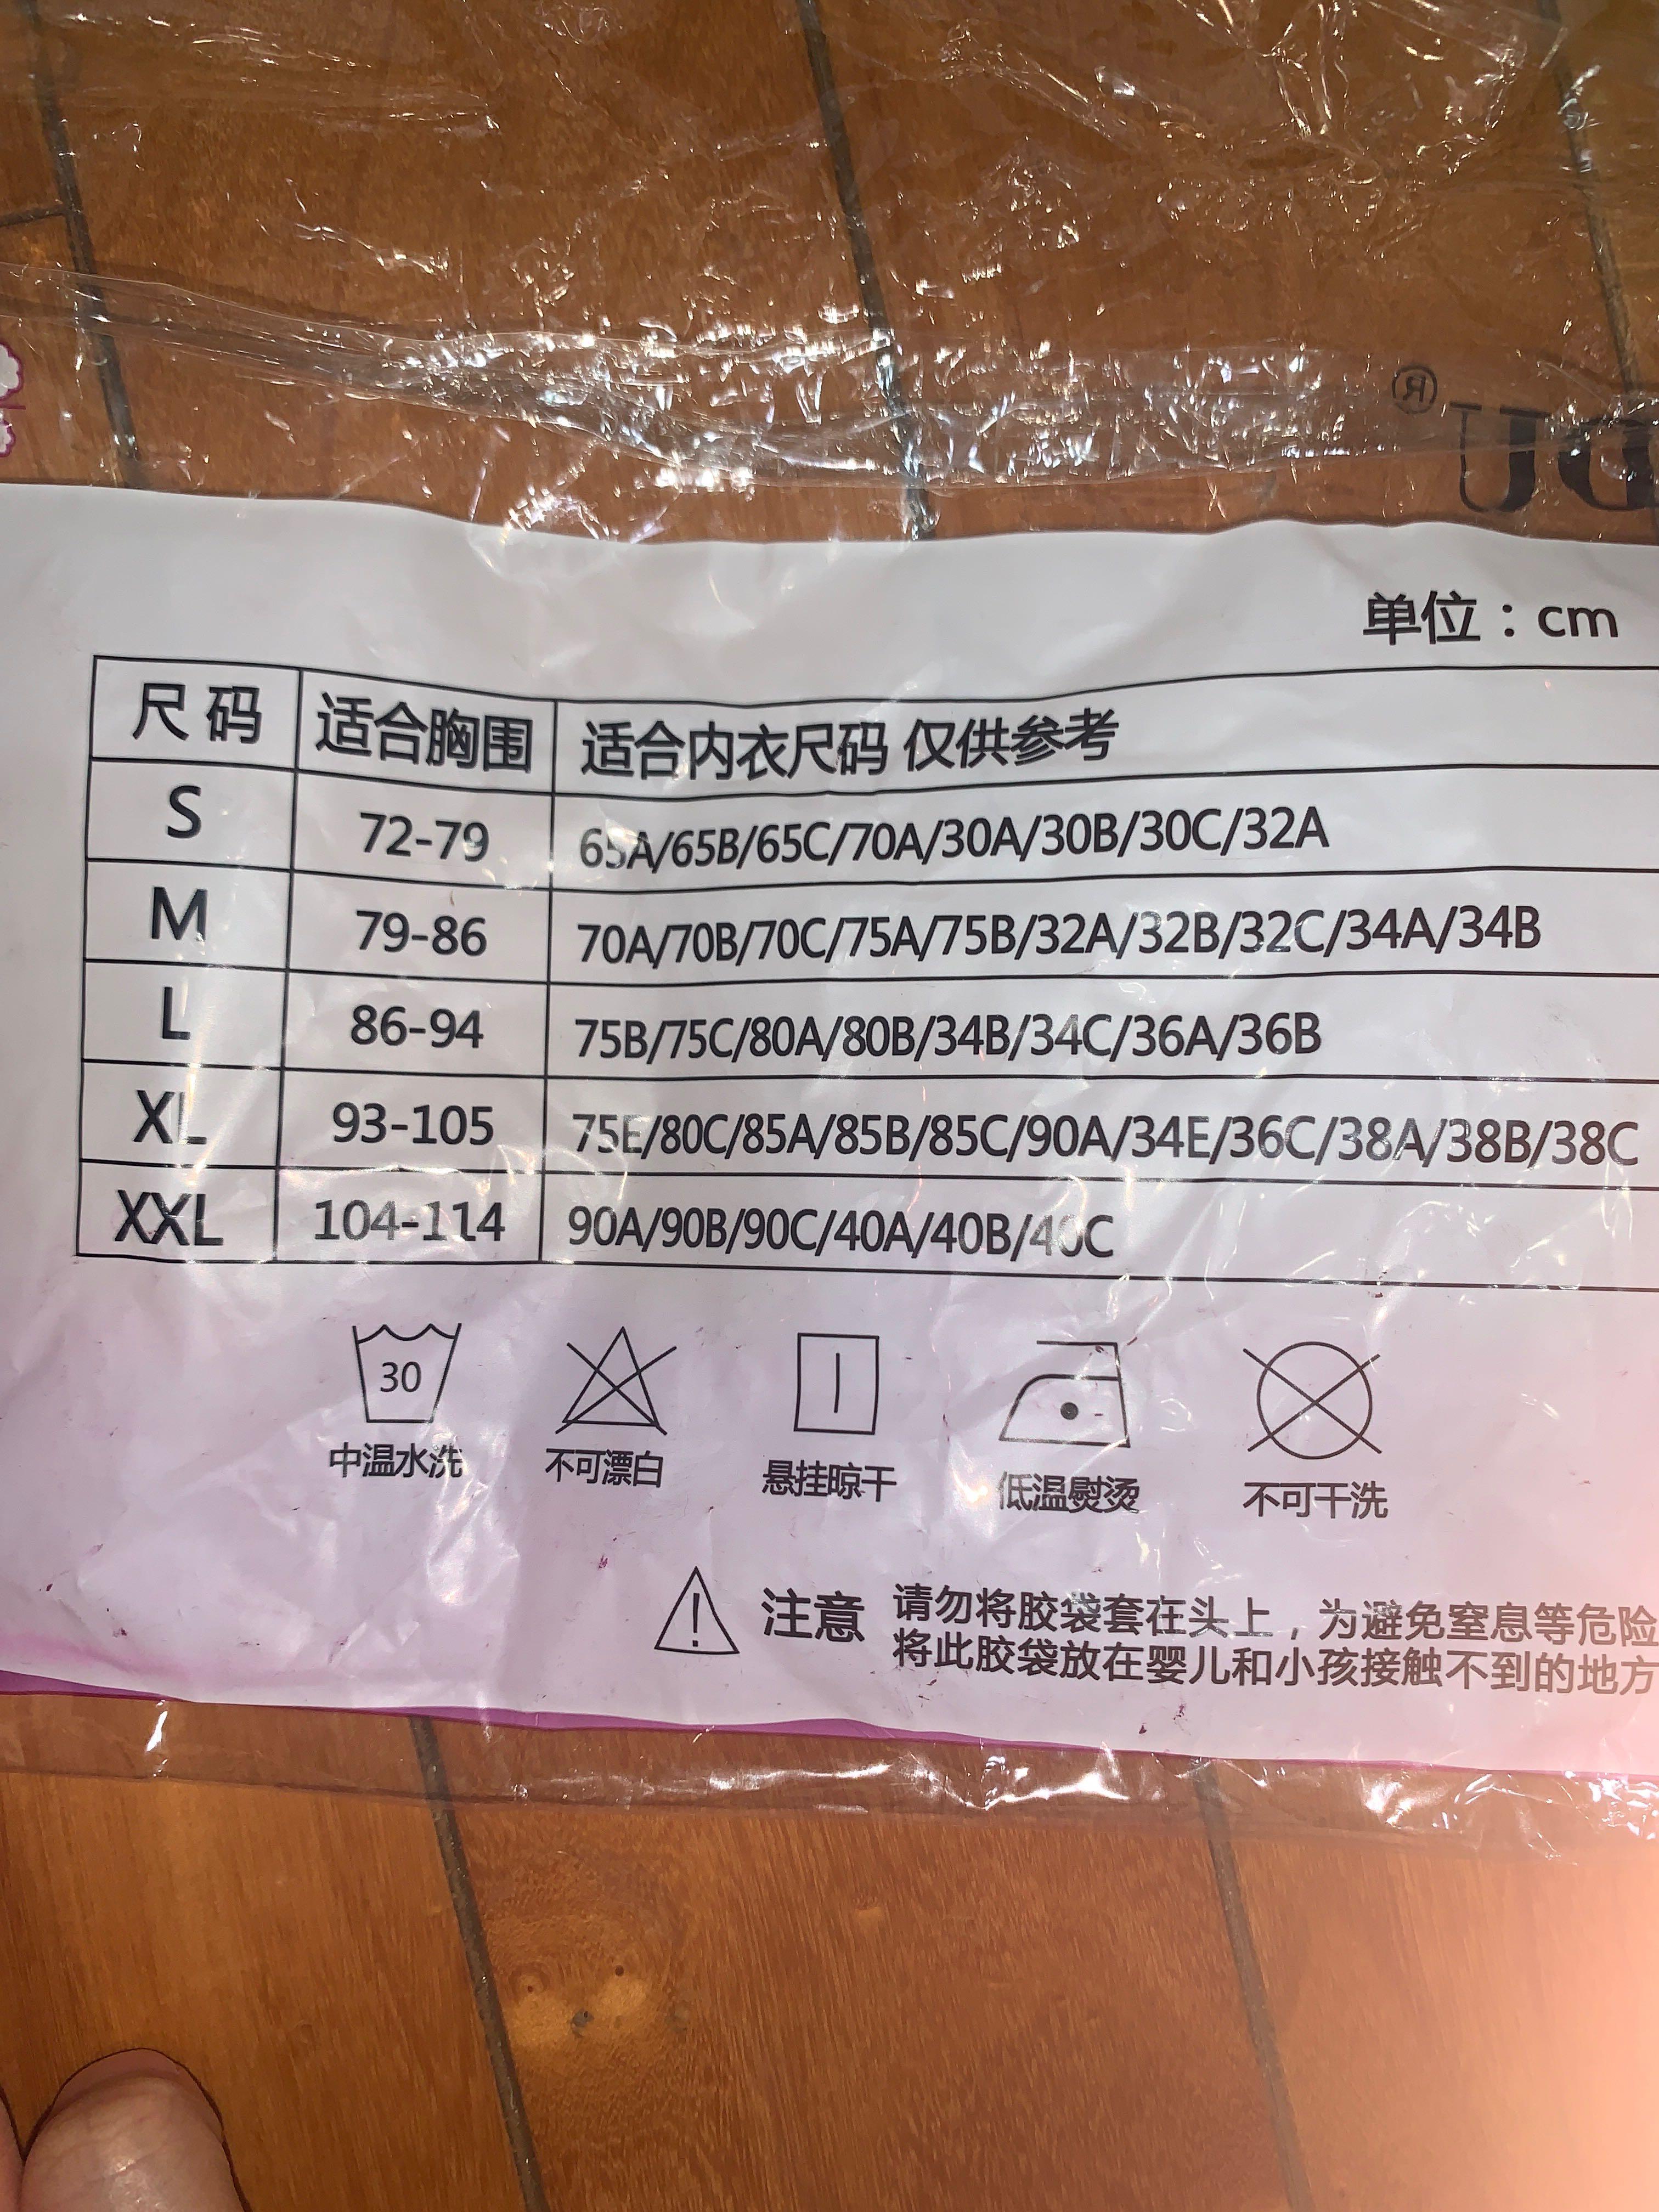 ®
单位：cm
尺码 适合胸围 适合内衣尺码 仅供参考
S 72-79 65A/65B/65C/70A/30A/30B/30C/32A
M 79-86 70A/70B/70C/75A/75B/32A/32B/32C/34A/34B
L 86-94 75B/75C/80A/80B/34B/34C/36A/36B
XL 93-105 75E/80C/85A/85B/85C/90A/34E/36C/38A/38B/38C
XXL 104-114 90A/90B/90C/40A/40B/40C
30
中温水洗 不可漂白 悬挂晾干 低温熨烫 不可干洗
注意 请勿将胶袋套在头上，为避免窒息等危险
将此胶袋放在婴儿和小孩接触不到的地方